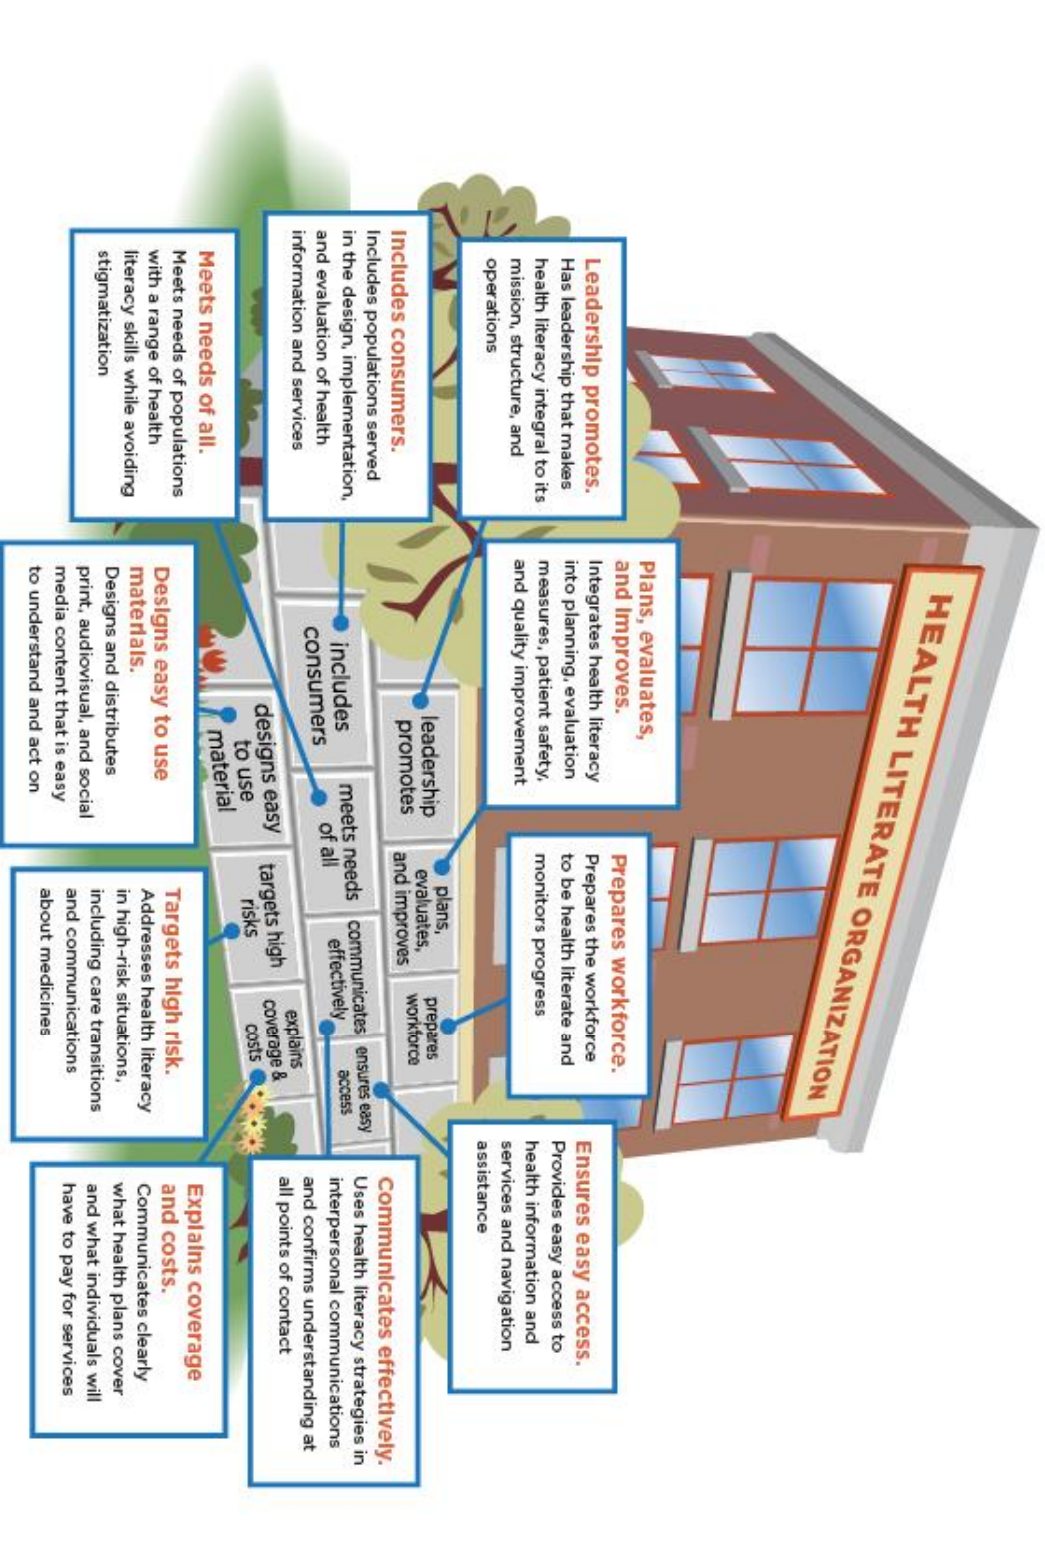 HEALTH LITERATE ORGANIZATION
Leadership promotes.
Has leadership that makes
health literacy integral to its
mission, structure, and
operations
Plans, evaluates,
and improves.
Integrates health literacy
into planning, evaluation
measures, patient safety,
and quality improvement
Prepares workforce.
Prepares the workforce
to be health literate and
monitors progress
Ensures easy access.
Provides easy access to
health information and
services and navigation
assistance
Includes consumers.
Includes populations served
in the design, implementation,
and evaluation of health
information and services
leadership
promotes
plans,
evaluates,
and improves
prepares
workforce
includes
consumers
meets needs
of all
communicates
effectively
ensures easy
access
designs easy
to use
material
targets high
risks
explains
coverage &
costs
Communicates effectively.
Uses health literacy strategies in
interpersonal communications
and confirms understanding at
all points of contact
Meets needs of all.
Meets needs of populations
with a range of health
literacy skills while avoiding
stigmatization
Designs easy to use
materials.
Designs and distributes
print, audiovisual, and social
media content that is easy
to understand and act on
Targets high risk.
Addresses health literacy
in high-risk situations,
including care transitions
and communications
about medicines
Explains coverage
and costs.
Communicates clearly
what health plans cover
and what individuals will
have to pay for services